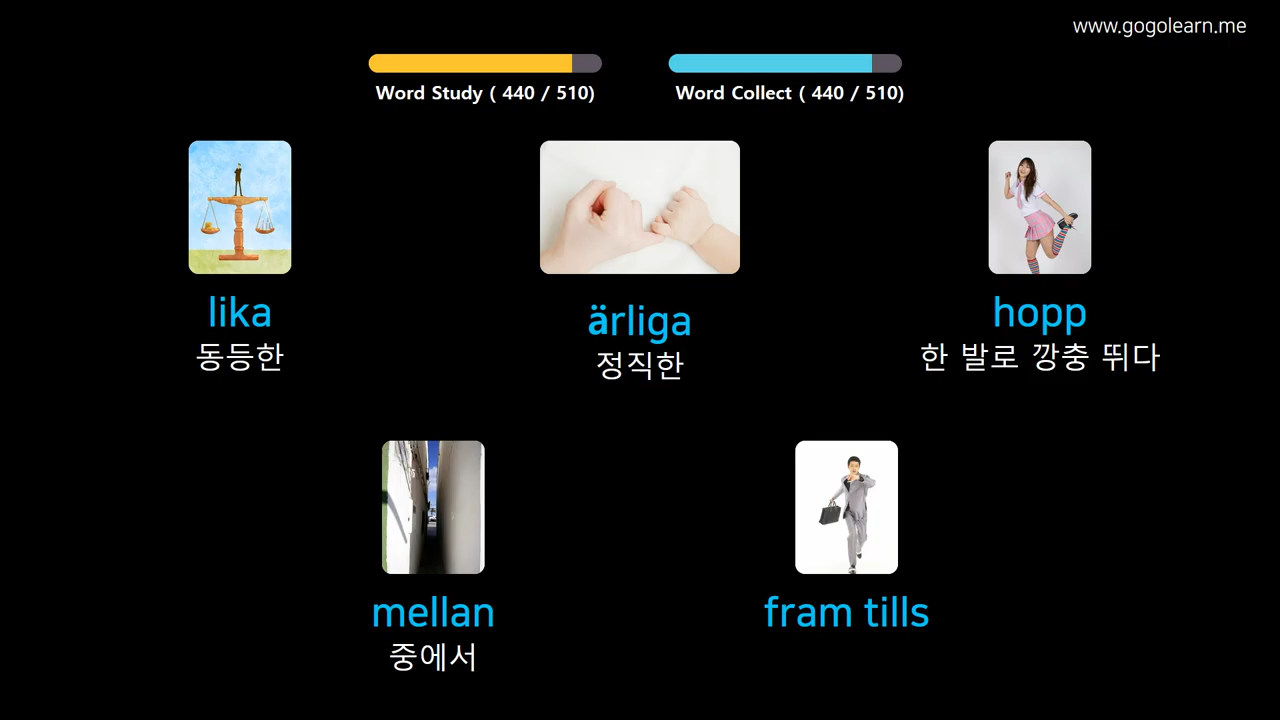 www.gogolearn.me
Word Study ( 440 / 510)
Word Collect ( 440 / 510)
lika
동등한
ärliga
정직한
hopp
한 발로 깡충 뛰다
mellan
중에서
fram tills